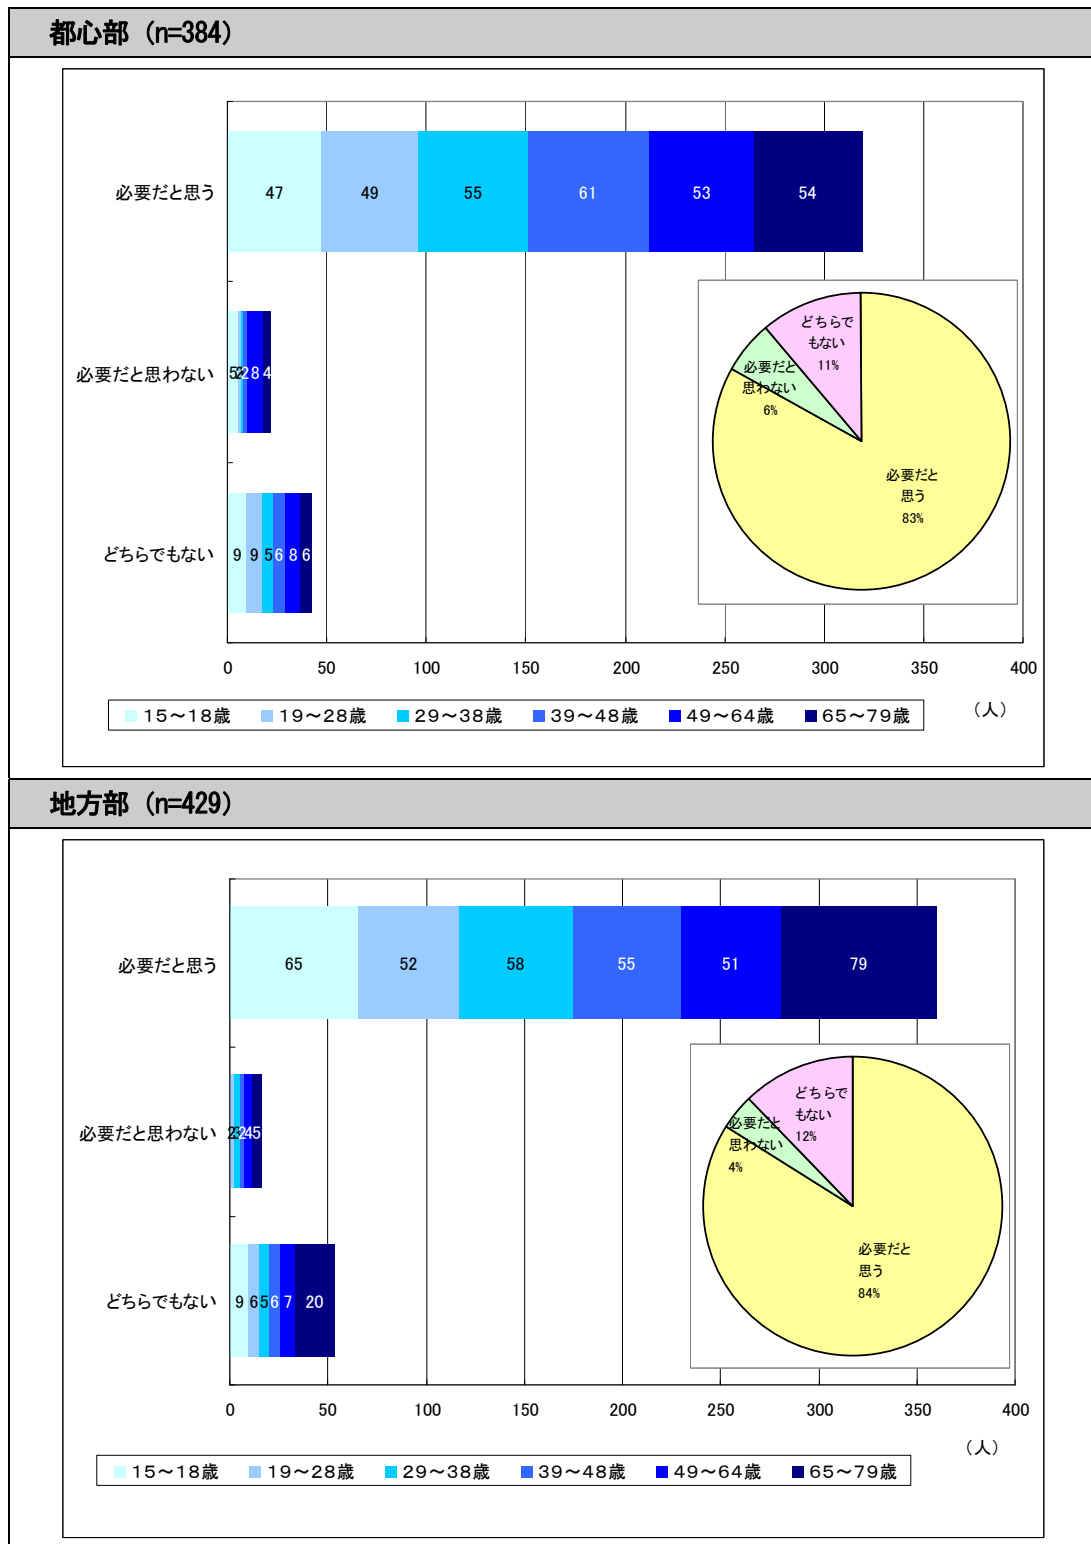 都心部（n=384）
必要だと思う
47 49 55 61 53 54
必要だと思わない
5 2 8 4
どちらでもない
9 9 5 6 8 6
どちらで
もない
11%
必要だと
思わない
6%
必要だと
思う
83%
0 50 100 150 200 250 300 350 400
（人）
15～18歳 19～28歳 29～38歳 39～48歳 49～64歳 65～79歳
地方部（n=429）
必要だと思う
65 52 58 55 51 79
必要だと思わない
2 3 2 4 5
どちらでもない
9 6 5 6 7 20
どちらで
もない
12%
必要だと
思わない
4%
必要だと
思う
84%
0 50 100 150 200 250 300 350 400
（人）
15～18歳 19～28歳 29～38歳 39～48歳 49～64歳 65～79歳